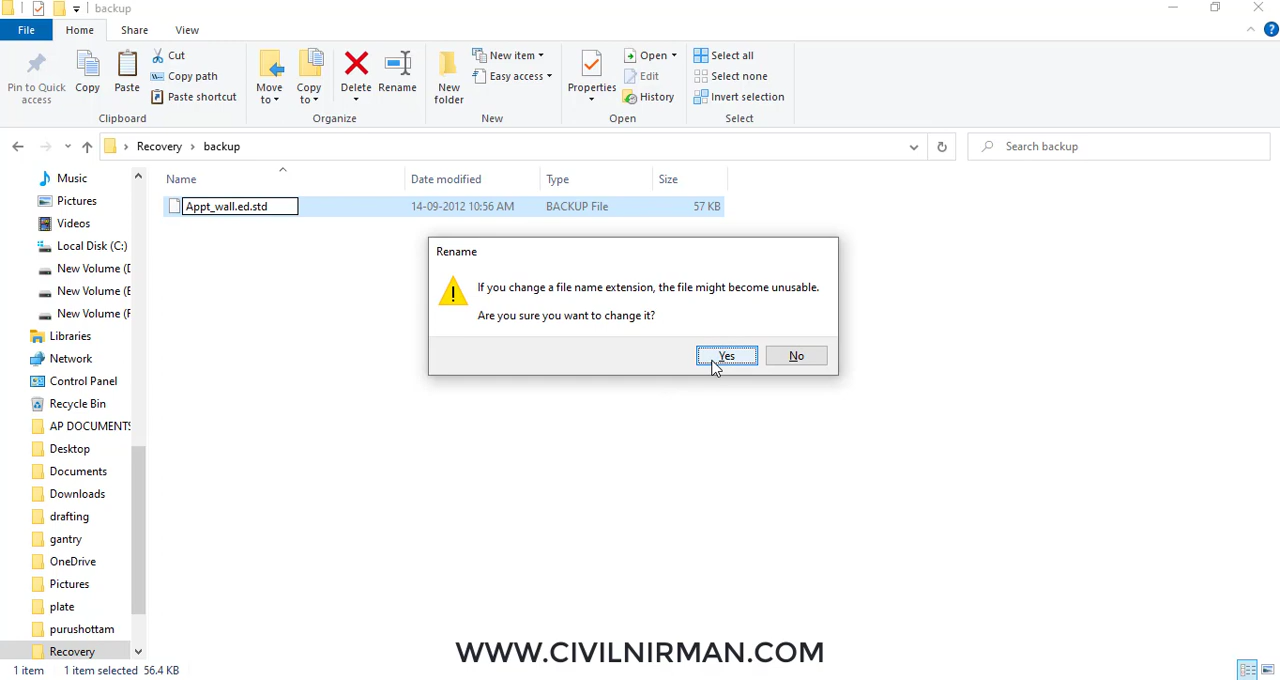 backup
File Home Share View
Pin to Quick access
Copy
Paste
Cut
Copy path
Paste shortcut
Clipboard
Move to
Copy to
Delete
Rename
Organize
New folder
New item
Easy access
New
Properties
Open
Edit
History
Open
Select all
Select none
Invert selection
Select
Recovery backup
Search backup
Name Date modified Type Size
Appt_wall.ed.std 14-09-2012 10:56 AM BACKUP File 57 KB
Music
Pictures
Videos
Local Disk (C:)
New Volume (D
New Volume (E
New Volume (F
Libraries
Network
Control Panel
Recycle Bin
AP DOCUMENTS
Desktop
Documents
Downloads
drafting
gantry
OneDrive
Pictures
plate
purushottam
Recovery
Rename
If you change a file name extension, the file might become unusable.
Are you sure you want to change it?
Yes No
WWW.CIVILNIRMAN.COM
1 item 1 item selected 56.4 KB